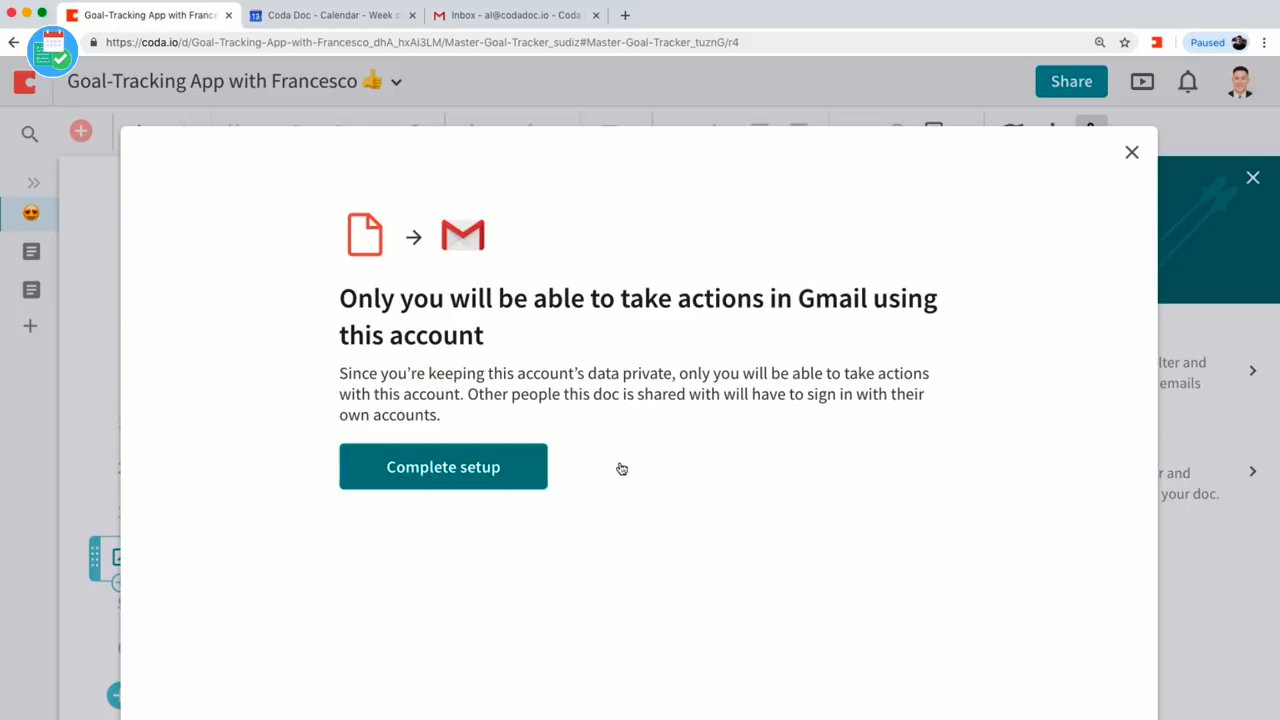 Goal-Tracking App with France
Coda Doc - Calendar - Week o
Inbox - al@codadoc.io - Coda
https://coda.io/d/Goal-Tracking-App-with-Francesco_dhA_hxAi3LM/Master-Goal-Tracker_sudiz#Master-Goal-Tracker_tuznG/r4
Paused
Goal-Tracking App with Francesco 👍
Share
Only you will be able to take actions in Gmail using
this account
Since you're keeping this account's data private, only you will be able to take actions
with this account. Other people this doc is shared with will have to sign in with their
own accounts.
Complete setup
lter and
emails
r and
your doc.